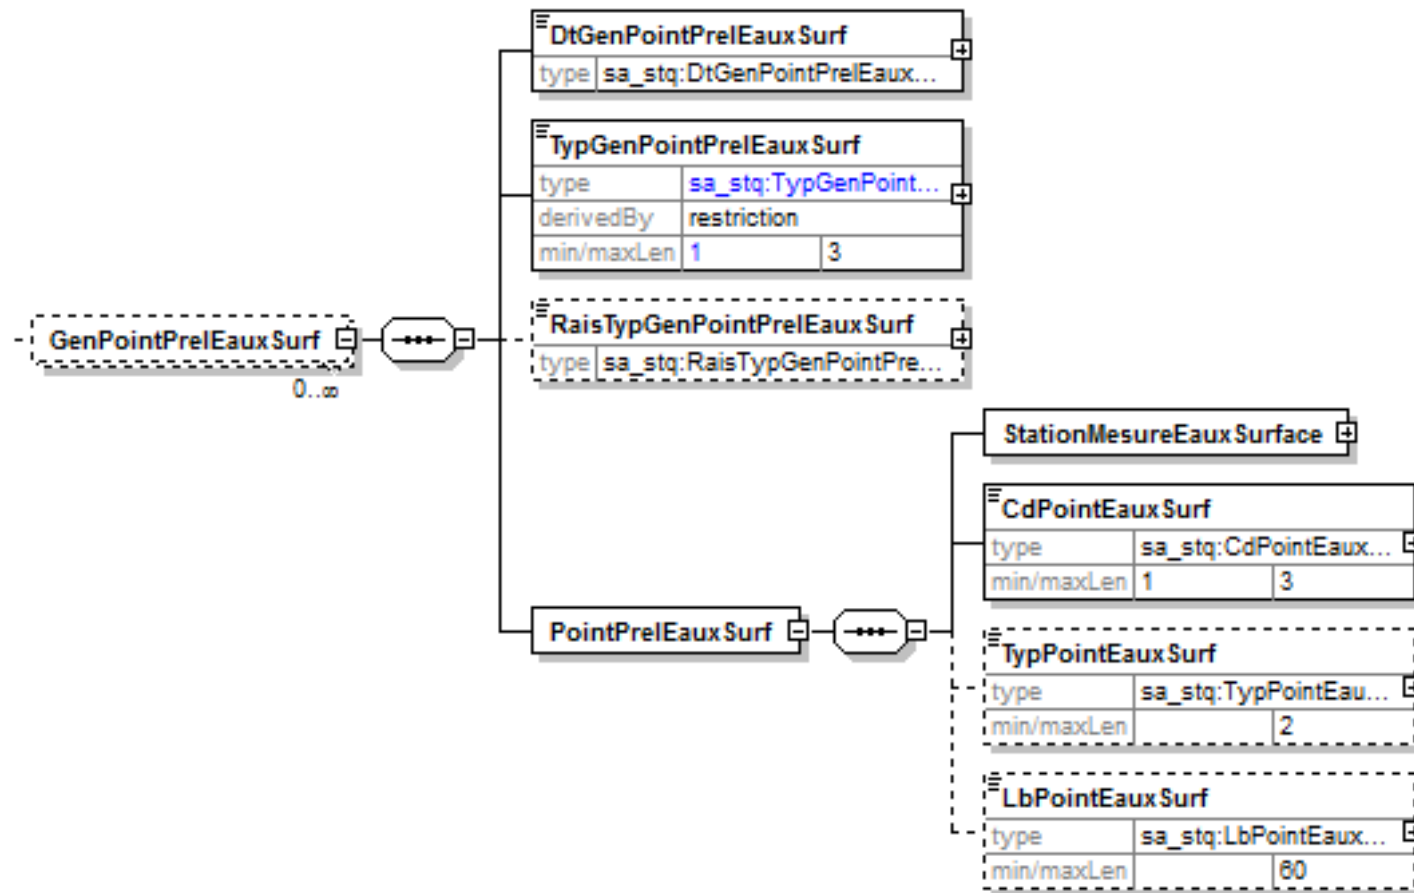 DtGenPointPrelEauxSurf
type sa_stq:DtGenPointPrelEaux...
TypGenPointPrelEauxSurf
type sa_stq:TypGenPoint...
derivedBy restriction
min/maxLen 1 3
GenPointPrelEauxSurf
0..∞
RaisTypGenPointPrelEauxSurf
type sa_stq:RaisTypGenPointPre...
StationMesureEauxSurface
CdPointEauxSurf
type sa_stq:CdPointEaux...
min/maxLen 1 3
PointPrelEauxSurf
TypPointEauxSurf
type sa_stq:TypPointEau...
min/maxLen 2
LbPointEauxSurf
type sa_stq:LbPointEaux...
min/maxLen 60